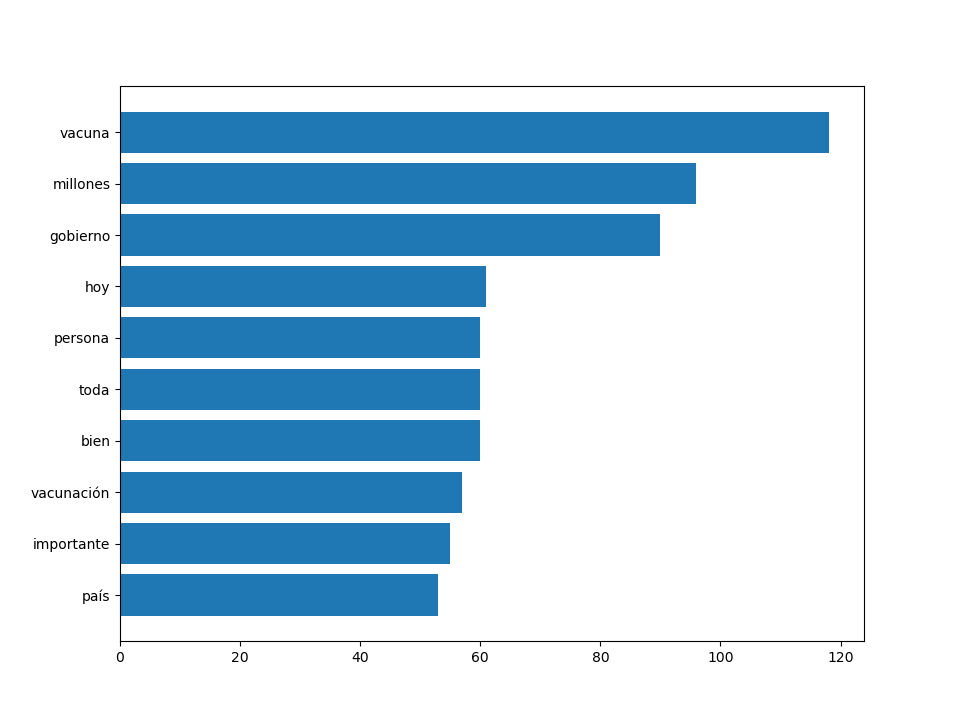 vacuna
millones
gobierno
hoy
persona
toda
bien
vacunación
importante
país
0 20 40 60 80 100 120